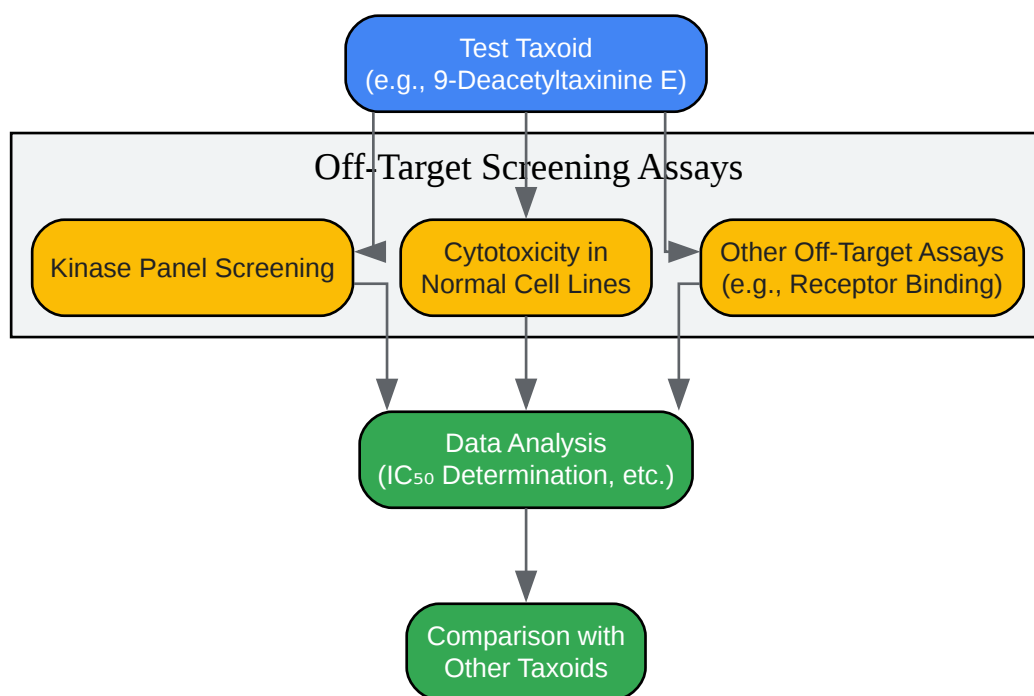 Test Taxoid
(e.g., 9-Deacetyltaxinine E)
Off-Target Screening Assays
Kinase Panel Screening
Cytotoxicity in
Normal Cell Lines
Other Off-Target Assays
(e.g., Receptor Binding)
Data Analysis
(IC₅₀ Determination, etc.)
Comparison with
Other Taxoids